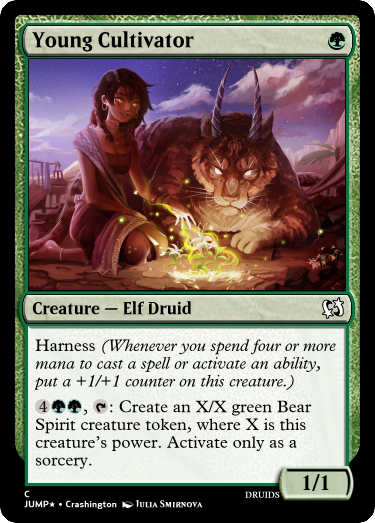 Young Cultivator
Creature — Elf Druid
Harness (Whenever you spend four or more
mana to cast a spell or activate an ability,
put a +1/+1 counter on this creature.)
4, : Create an X/X green Bear
Spirit creature token, where X is this
creature's power. Activate only as a
sorcery.
1/1
C
DRUIDS
JUMP★ • Crashington Julia Smirnova